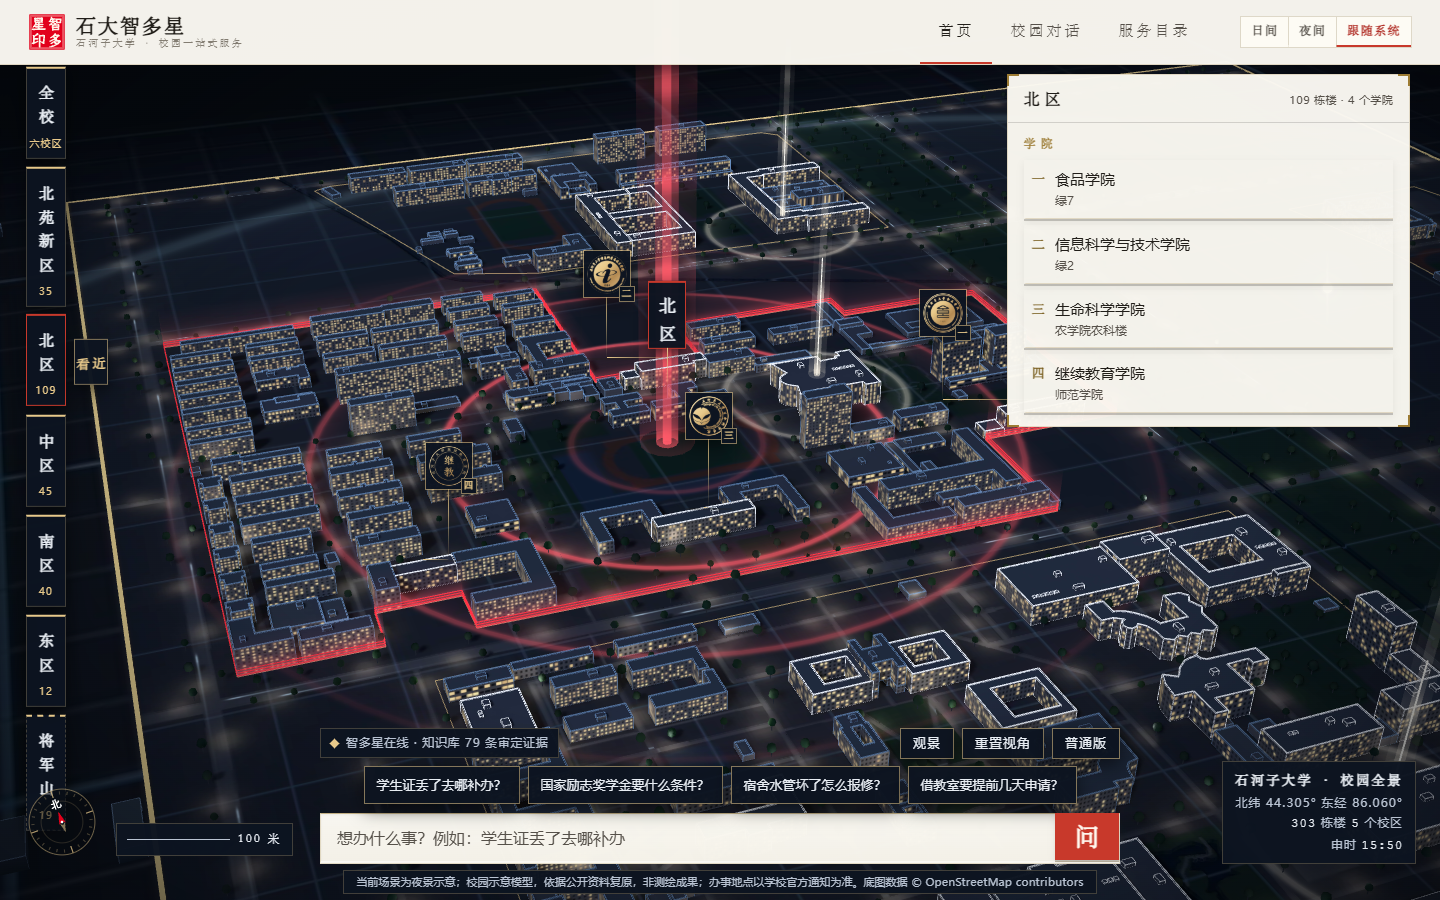 星智
印多
石大智多星
石河子大学 · 校园一站式服务
首页
校园对话
服务目录
日间
夜间
跟随系统
全校
六校区
北苑新区
35
北区
109
看近
中区
45
南区
40
东区
12
将军山
19
北
100 米
北区
109 栋楼 · 4 个学院
学院
一 食品学院
绿7
二 信息科学与技术学院
绿2
三 生命科学学院
农学院农科楼
四 继续教育学院
师范学院
二
北区
一
三
继教
四
智多星在线 · 知识库 79 条审定证据
观景
重置视角
普通版
学生证丢了去哪补办?
国家励志奖学金要什么条件?
宿舍水管坏了怎么报修?
借教室要提前几天申请?
想办什么事？例如：学生证丢了去哪补办
问
石河子大学 · 校园全景
北纬 44.305° 东经 86.060°
303 栋楼 5 个校区
申时 15:50
当前场景为夜景示意；校园示意模型，依据公开资料复原，非测绘成果；办事地点以学校官方通知为准。底图数据 © OpenStreetMap contributors